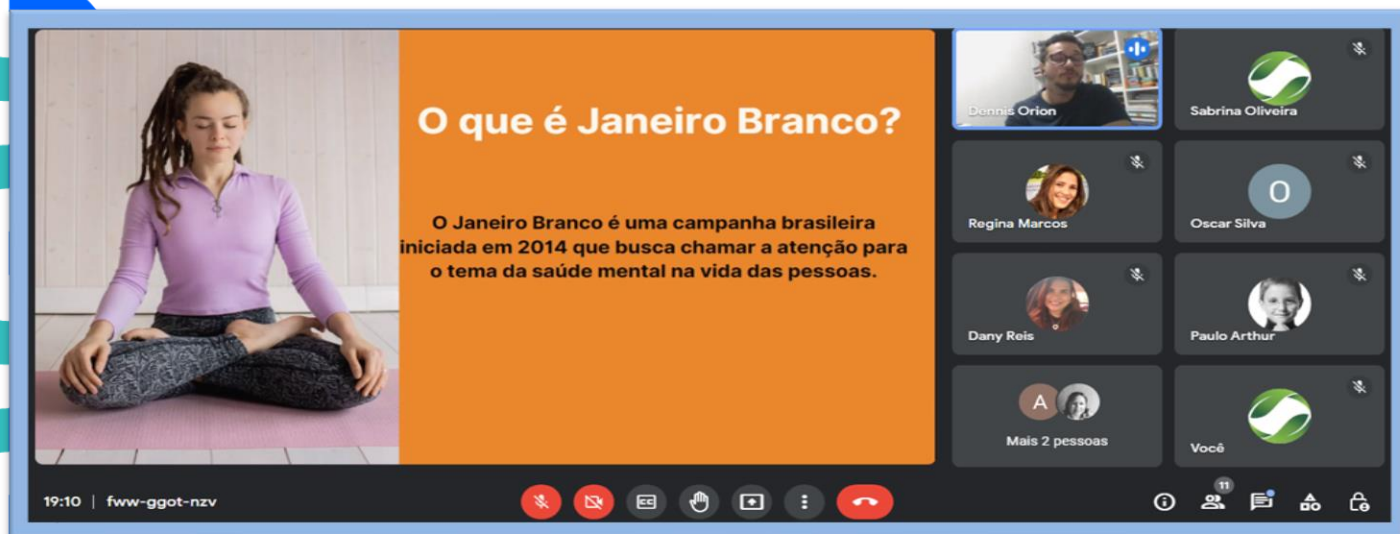 O que é Janeiro Branco?
O Janeiro Branco é uma campanha brasileira
iniciada em 2014 que busca chamar a atenção para
o tema da saúde mental na vida das pessoas.
Dennis Orion
Sabrina Oliveira
Regina Marcos
O
Oscar Silva
Dany Reis
Paulo Arthur
A
Mais 2 pessoas
Você
19:10 | fww-ggot-nzv
CC
11